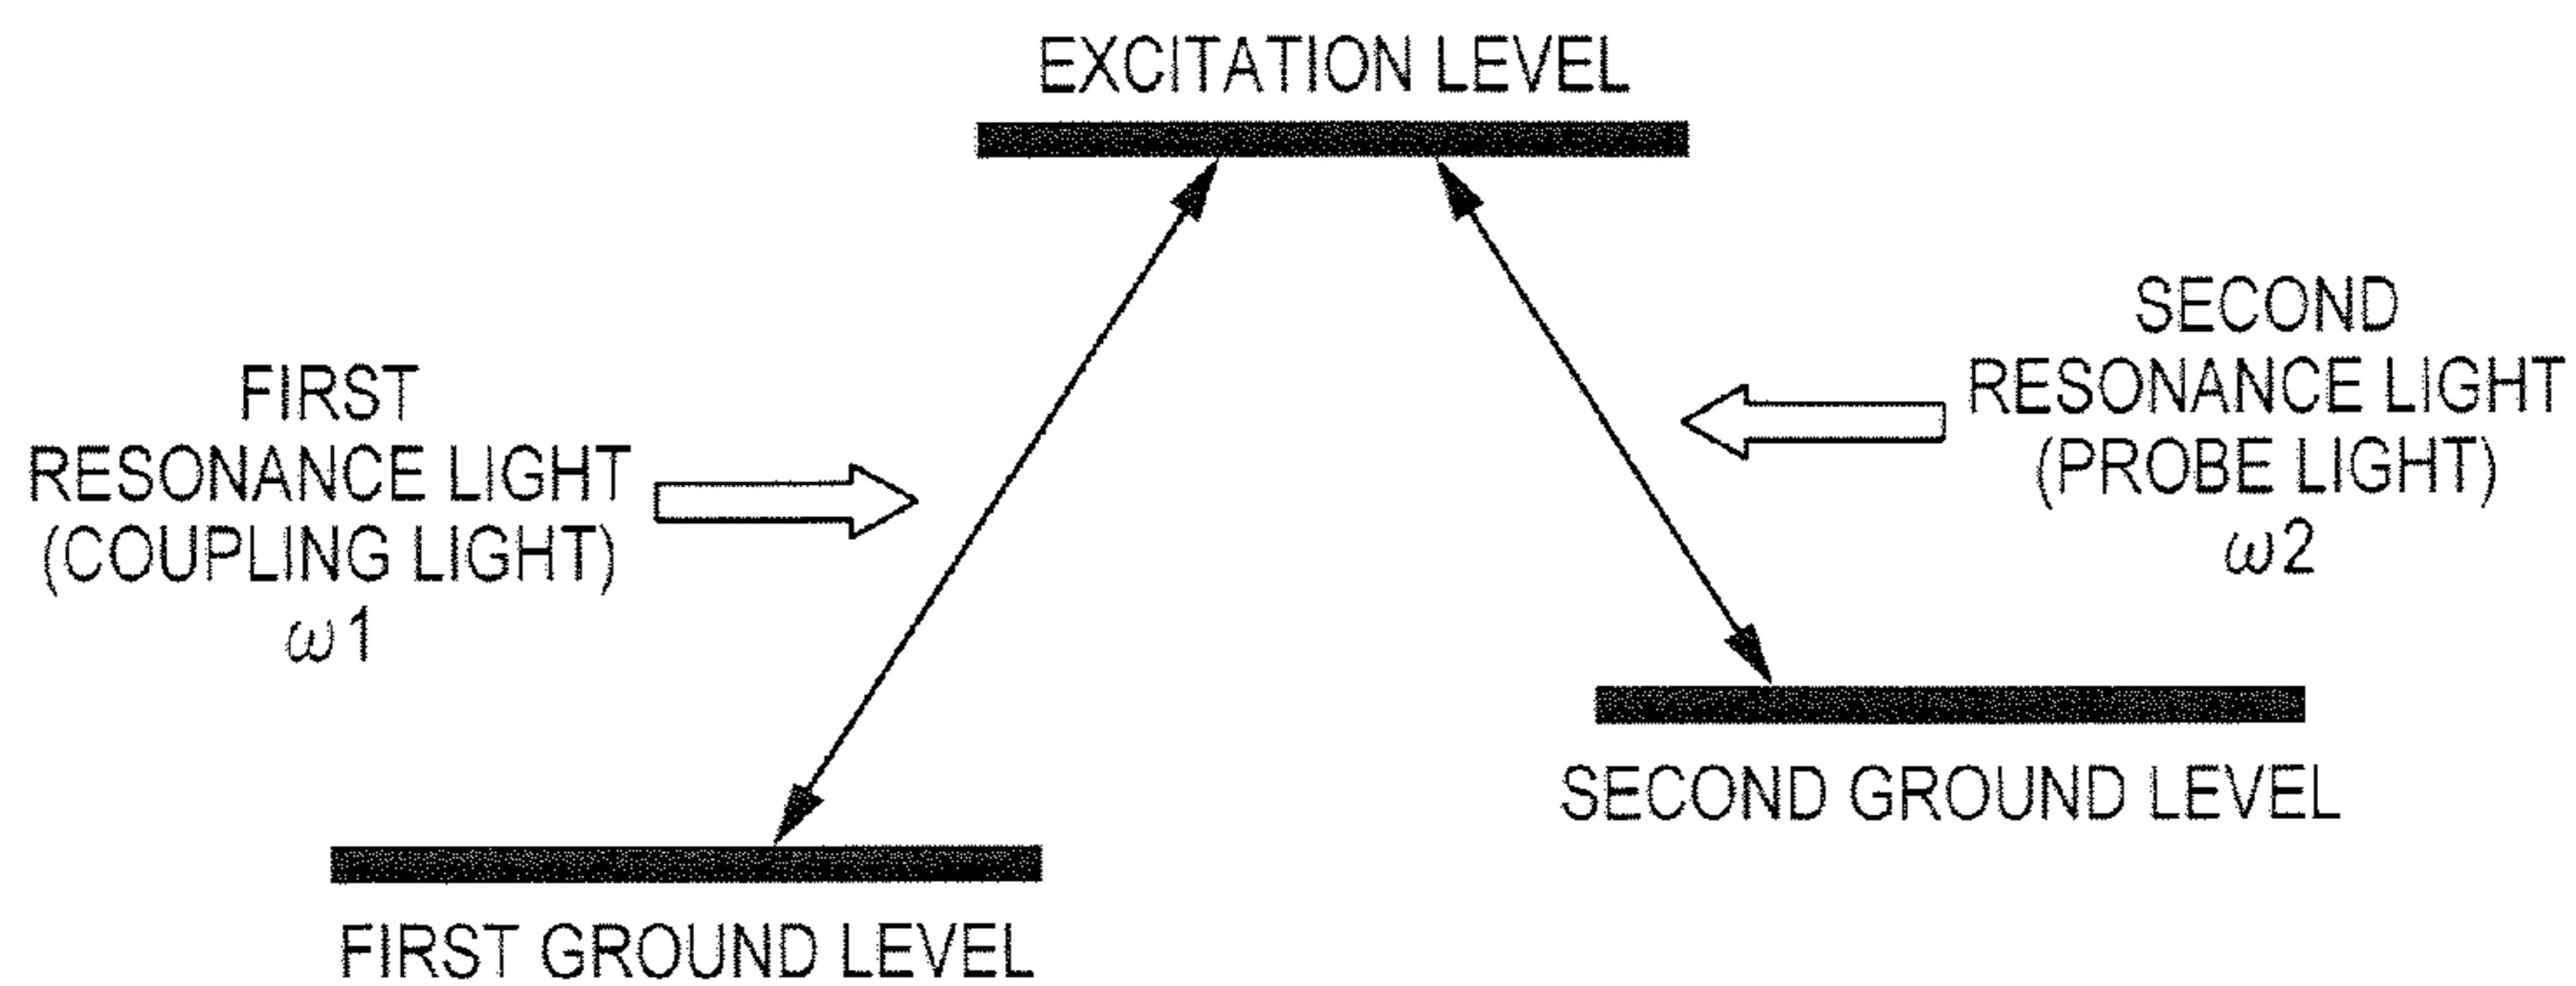 EXCITATION LEVEL
FIRST
RESONANCE LIGHT
(COUPLING LIGHT)
ω1
SECOND
RESONANCE LIGHT
(PROBE LIGHT)
ω2
SECOND GROUND LEVEL
FIRST GROUND LEVEL